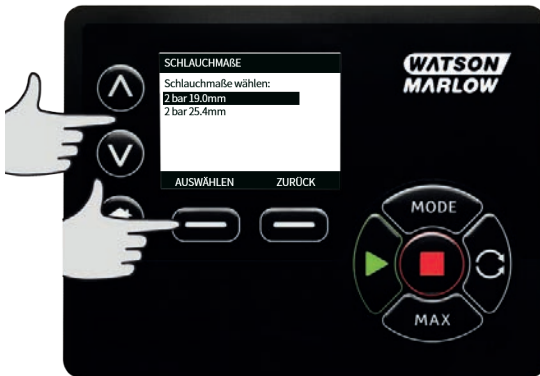 SCHLAUCHMAßE
Schlauchmaße wählen:
2 bar 19.0mm
2 bar 25.4mm
AUSWÄHLEN ZURÜCK
WATSON
MARLOW
MODE
MAX